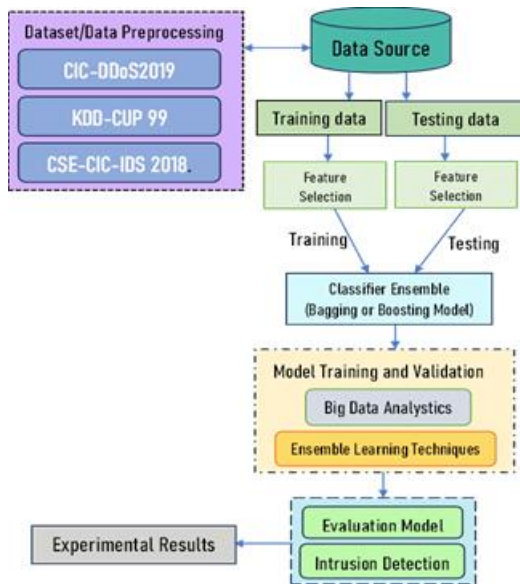 Dataset/Data Preprocessing
CIC-DDoS2019
KDD-CUP 99
CSE-CIC-IDS 2018.
Data Source
Training data
Testing data
Feature
Selection
Feature
Selection
Training
Testing
Classifier Ensemble
(Bagging or Boosting Model)
Model Training and Validation
Big Data Analystics
Ensemble Learning Techniques
Evaluation Model
Intrusion Detection
Experimental Results